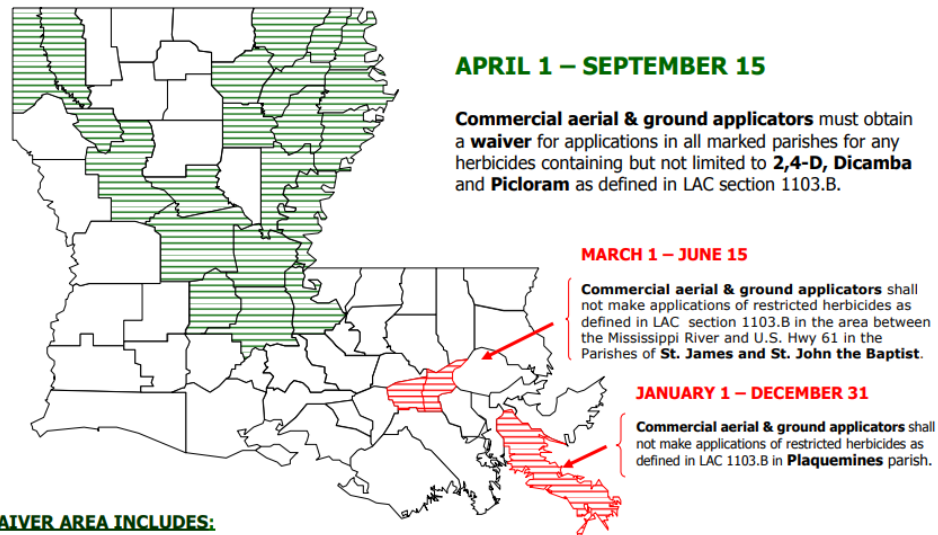 APRIL 1 – SEPTEMBER 15
Commercial aerial & ground applicators must obtain
a waiver for applications in all marked parishes for any
herbicides containing but not limited to 2,4-D, Dicamba
and Picloram as defined in LAC section 1103.B.
MARCH 1 – JUNE 15
Commercial aerial & ground applicators shall
not make applications of restricted herbicides as
defined in LAC section 1103.B in the area between
the Mississippi River and U.S. Hwy 61 in the
Parishes of St. James and St. John the Baptist.
JANUARY 1 – DECEMBER 31
Commercial aerial & ground applicators shall
not make applications of restricted herbicides as
defined in LAC 1103.B in Plaquemines parish.
AIVER AREA INCLUDES: